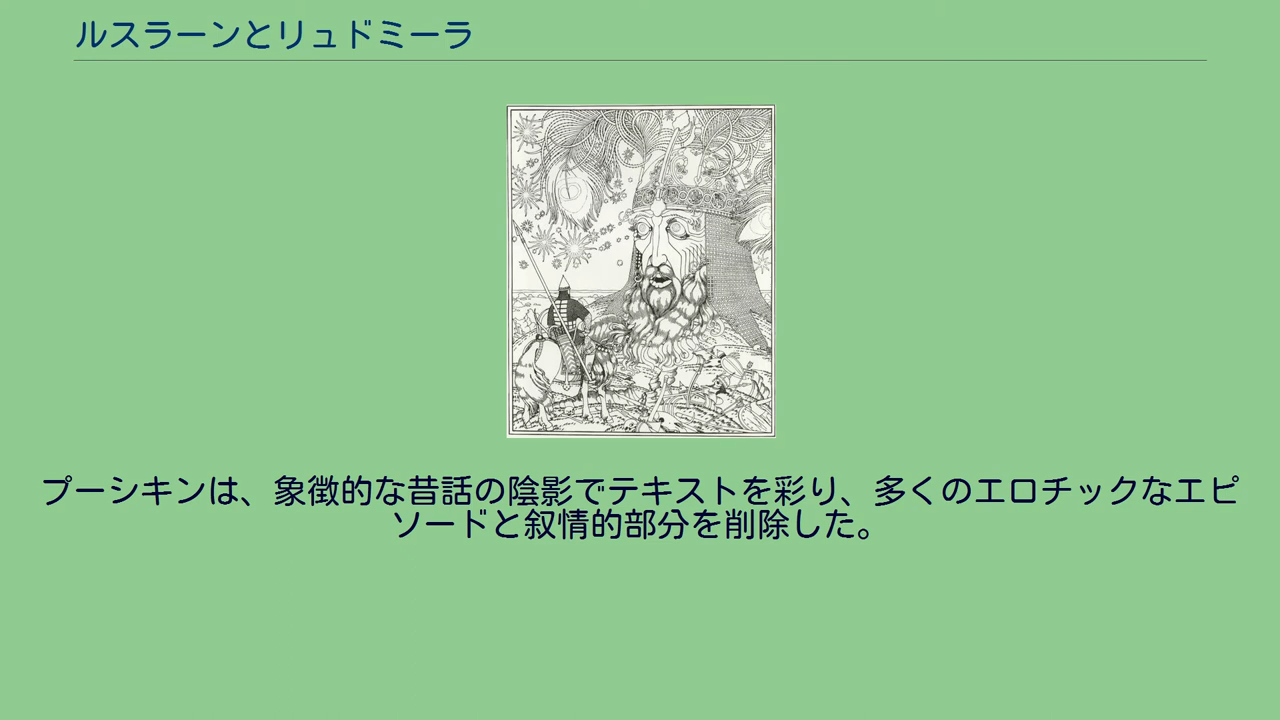 ルスラーンとリュドミーラ
プーシキンは、象徴的な昔話の陰影でテキストを彩り、多くのエロチックなエピ
ソードと叙情的部分を削除した。